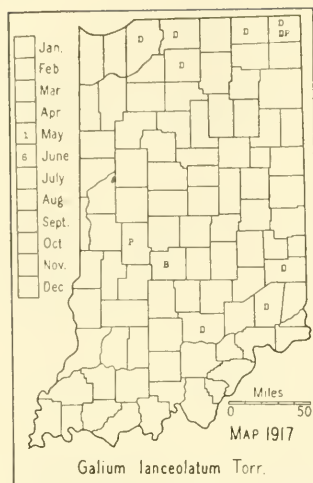 Jan.
Feb
Mar
Apr
1 May
6 June
July
Aug
Sept.
Oct
Nov.
Dec
D D D D
D DP
P B D
D D
Miles
0 50
MAP 1917
Galium lanceolatum Torr.